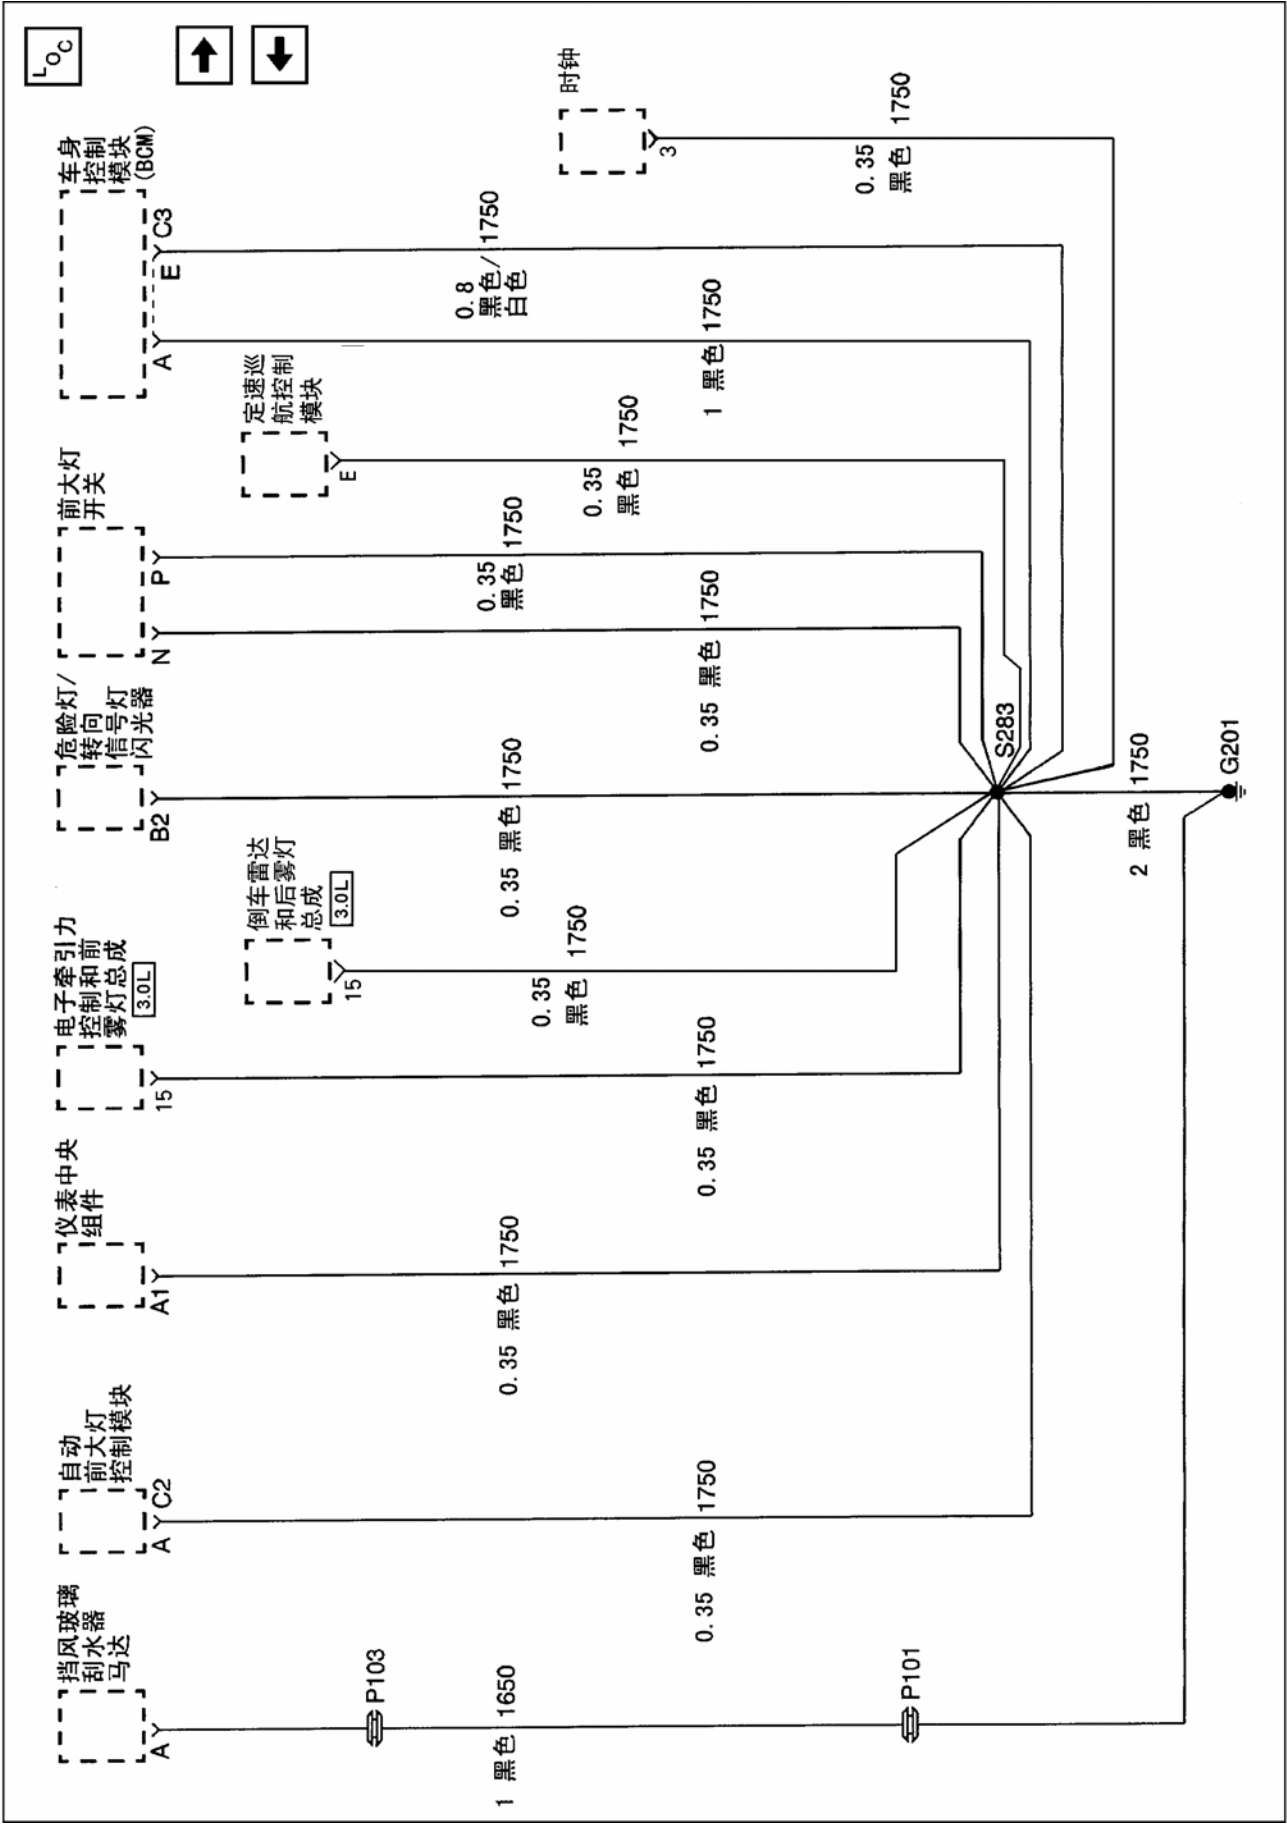 LOC
挡风玻璃
刮水器
马达
A
P103
1 黑色 1650
P101
自动
前大灯
控制模块
A
C2
0.35 黑色 1750
仪表中央
组件
A1
0.35 黑色 1750
电子牵引力
控制和前
雾灯总成
3.0L
15
0.35 黑色 1750
倒车雷达
和后雾灯
总成
3.0L
15
0.35
黑色 1750
危险灯/
转向
信号灯
闪光器
B2
0.35 黑色 1750
前大灯
开关
N
P
0.35 黑色 1750
0.35
黑色 1750
定速巡
航控制
模块
E
0.35
黑色 1750
车身
控制
模块
(BCM)
A
E
C3
1 黑色 1750
0.8
黑色/ 1750
白色
时钟
3
0.35
黑色 1750
S283
2 黑色 1750
G201